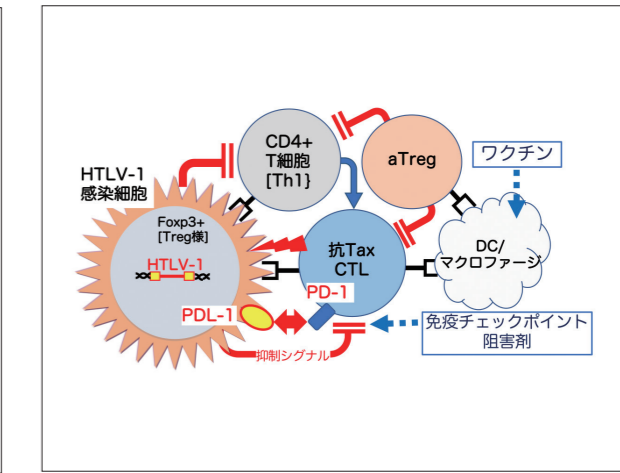 CD4+
T細胞
[Th1}
aTreg
ワクチン
HTLV-1
感染細胞
Foxp3+
[Treg様]
HTLV-1
抗Tax
CTL
DC/
マクロファージ
PD-1
PDL-1
免疫チェックポイント
阻害剤
抑制シグナル